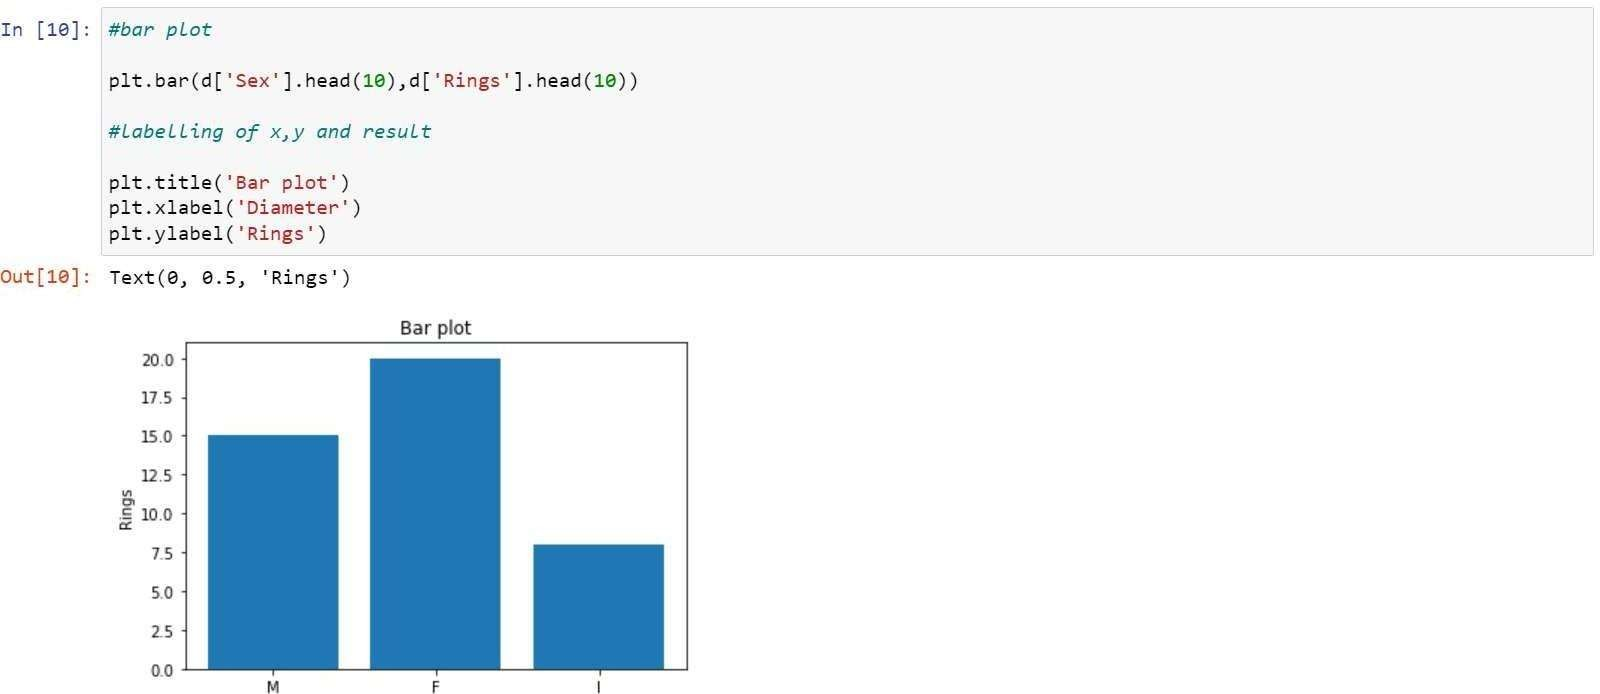 In [10]: #bar plot
plt.bar(d['Sex'].head(10),d['Rings'].head(10))
#labelling of x,y and result
plt.title('Bar plot')
plt.xlabel('Diameter')
plt.ylabel('Rings')
Out[10]: Text(0, 0.5, 'Rings')
Bar plot
20.0
17.5
15.0
12.5
Rings
10.0
7.5
5.0
2.5
0.0
M F I